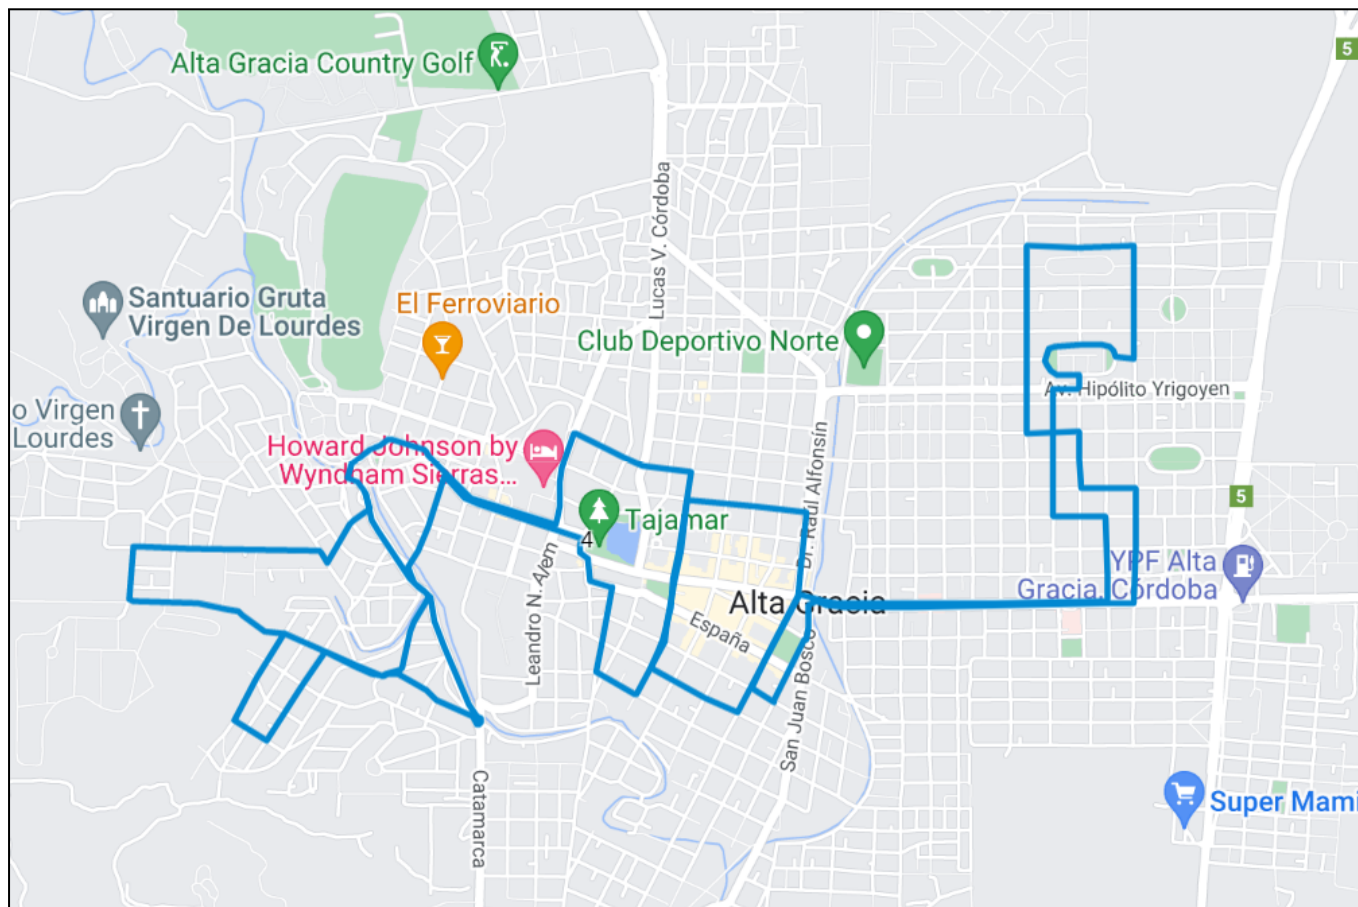 Alta Gracia Country Golf
5
Lucas V. Córdoba
Santuario Gruta
Virgen De Lourdes
El Ferroviario
Club Deportivo Norte
Av. Hipólito Yrigoyen
o Virgen
Lourdes
Howard Johnson by
Wyndham Sierras...
Dr. Raúl Alfonsín
5
Tajamar
4
Leandro N. Alem
YPF Alta
Gracia, Córdoba
Alta Gracia
España
San Juan Bosco
Catamarca
Super Mami